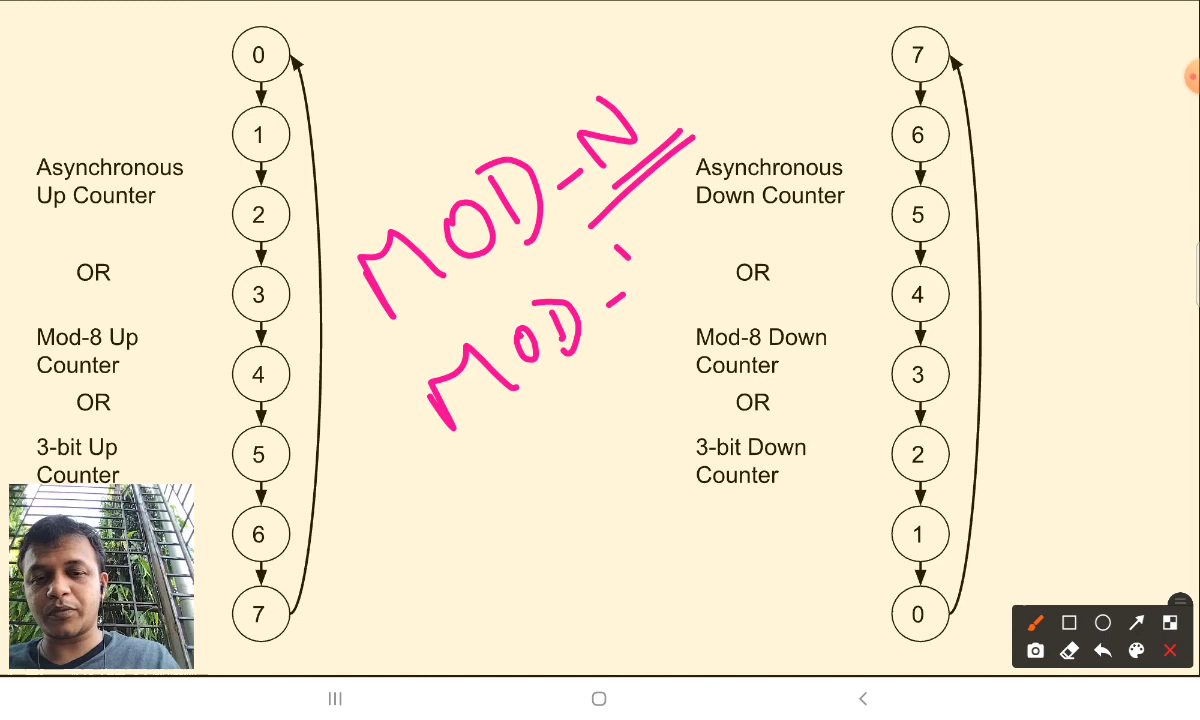 0
1
2
3
4
5
6
7
Asynchronous
Up Counter
OR
Mod-8 Up
Counter
OR
3-bit Up
Counter
MOD-N
MOD-
7
6
5
4
3
2
1
0
Asynchronous
Down Counter
OR
Mod-8 Down
Counter
OR
3-bit Down
Counter